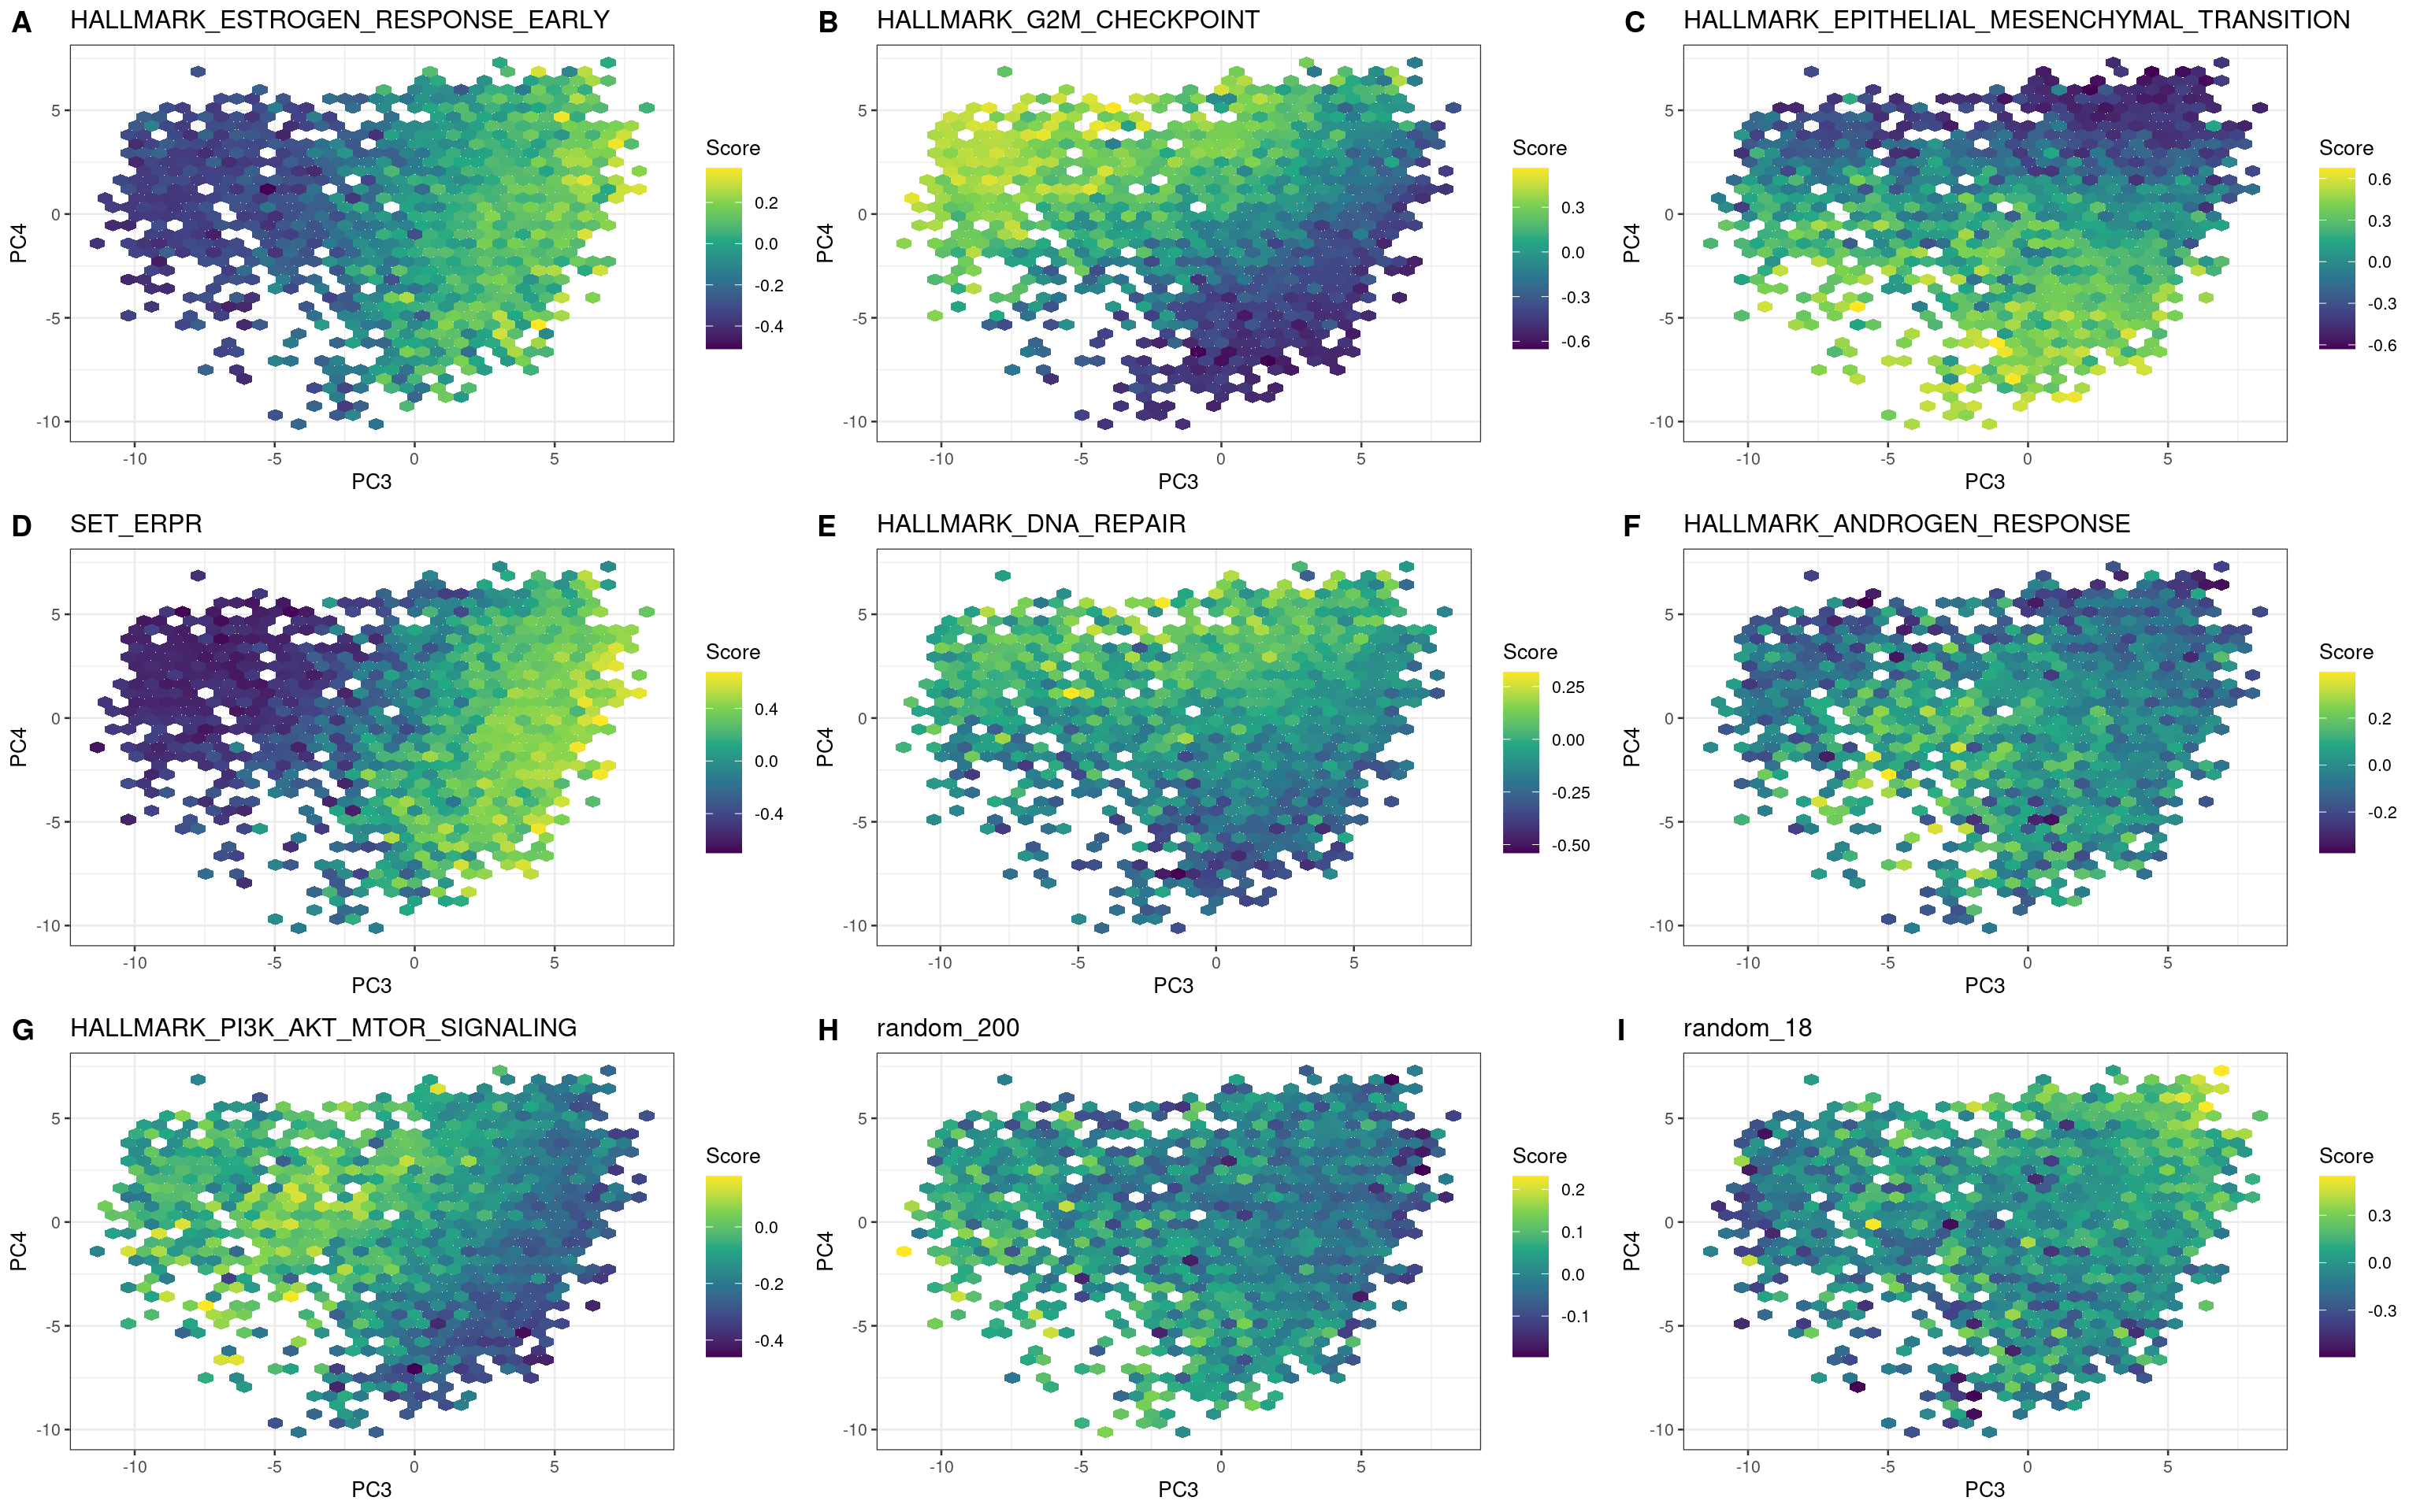 A HALLMARK_ESTROGEN_RESPONSE_EARLY
PC4
5
0
-5
-10
-10 -5 0 5
PC3
Score
0.2
0.0
-0.2
-0.4
B HALLMARK_G2M_CHECKPOINT
PC4
5
0
-5
-10
-10 -5 0 5
PC3
Score
0.3
0.0
-0.3
-0.6
C HALLMARK_EPITHELIAL_MESENCHYMAL_TRANSITION
PC4
5
0
-5
-10
-10 -5 0 5
PC3
Score
0.6
0.3
0.0
-0.3
-0.6
D SET_ERPR
PC4
5
0
-5
-10
-10 -5 0 5
PC3
Score
0.4
0.0
-0.4
E HALLMARK_DNA_REPAIR
PC4
5
0
-5
-10
-10 -5 0 5
PC3
Score
0.25
0.00
-0.25
-0.50
F HALLMARK_ANDROGEN_RESPONSE
PC4
5
0
-5
-10
-10 -5 0 5
PC3
Score
0.2
0.0
-0.2
G HALLMARK_PI3K_AKT_MTOR_SIGNALING
PC4
5
0
-5
-10
-10 -5 0 5
PC3
Score
0.0
-0.2
-0.4
H random_200
PC4
5
0
-5
-10
-10 -5 0 5
PC3
Score
0.2
0.1
0.0
-0.1
I random_18
PC4
5
0
-5
-10
-10 -5 0 5
PC3
Score
0.3
0.0
-0.3